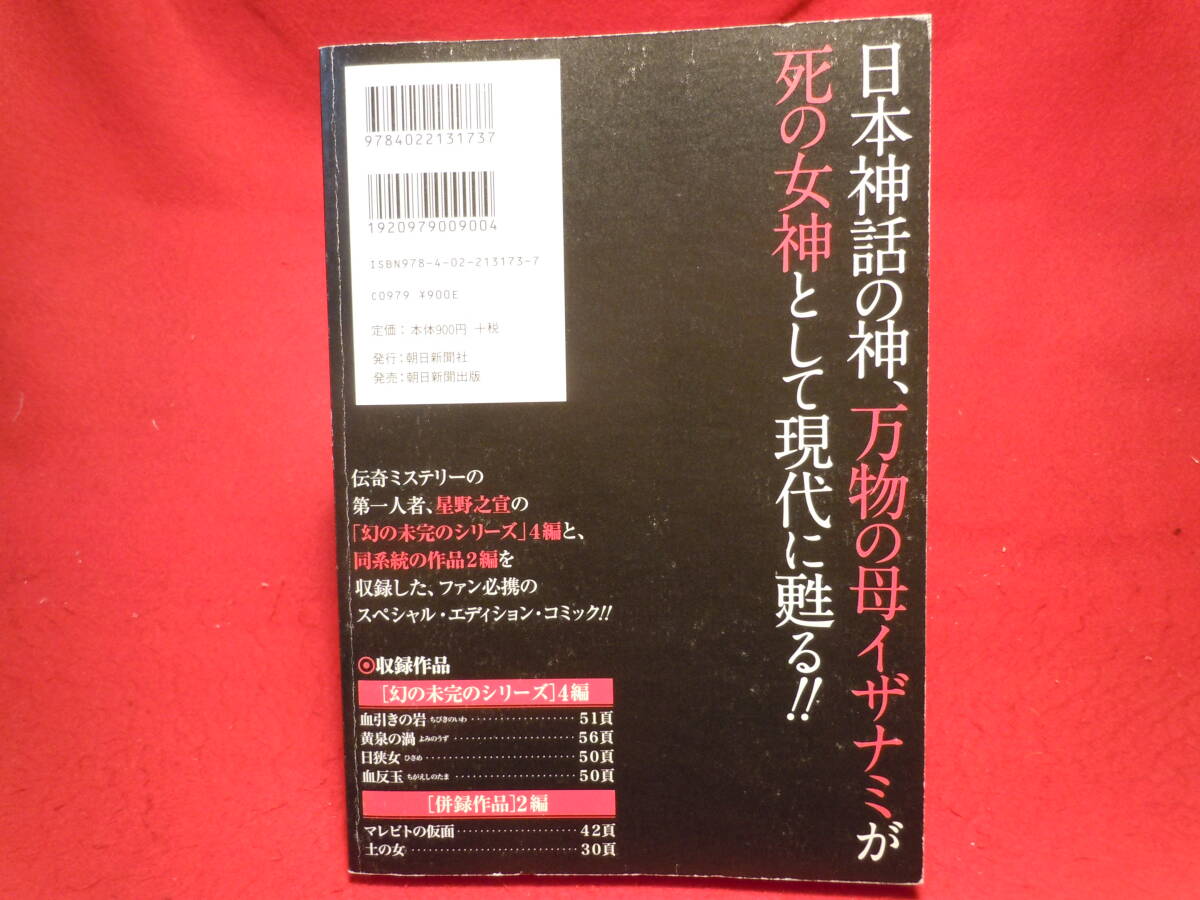 日本神話の神、万物の母イザナミが
死の女神として現代に甦る!!
9784022131737
1920979009004
ISBN978-4-02-213173-7
C0979 ¥900E
定価：本体900円 +税
発行：朝日新聞社
発売：朝日新聞出版
伝奇ミステリーの
第一人者、星野之宣の
「幻の未完のシリーズ」4編と、
同系統の作品2編を
収録した、ファン必携の
スペシャル・エディション・コミック!!
◎収録作品
[幻の未完のシリーズ]4編
血引きの岩 ちびきのいわ ‥‥‥‥‥‥ 51頁
黄泉の渦 よみのうず ‥‥‥‥‥‥‥ 56頁
日狭女 ひさめ ‥‥‥‥‥‥‥‥‥ 50頁
血反玉 ちがえしのたま ‥‥‥‥‥‥‥ 50頁
[併録作品]2編
マレビトの仮面 ‥‥‥‥‥‥‥ 42頁
土の女 ‥‥‥‥‥‥‥‥‥‥ 30頁